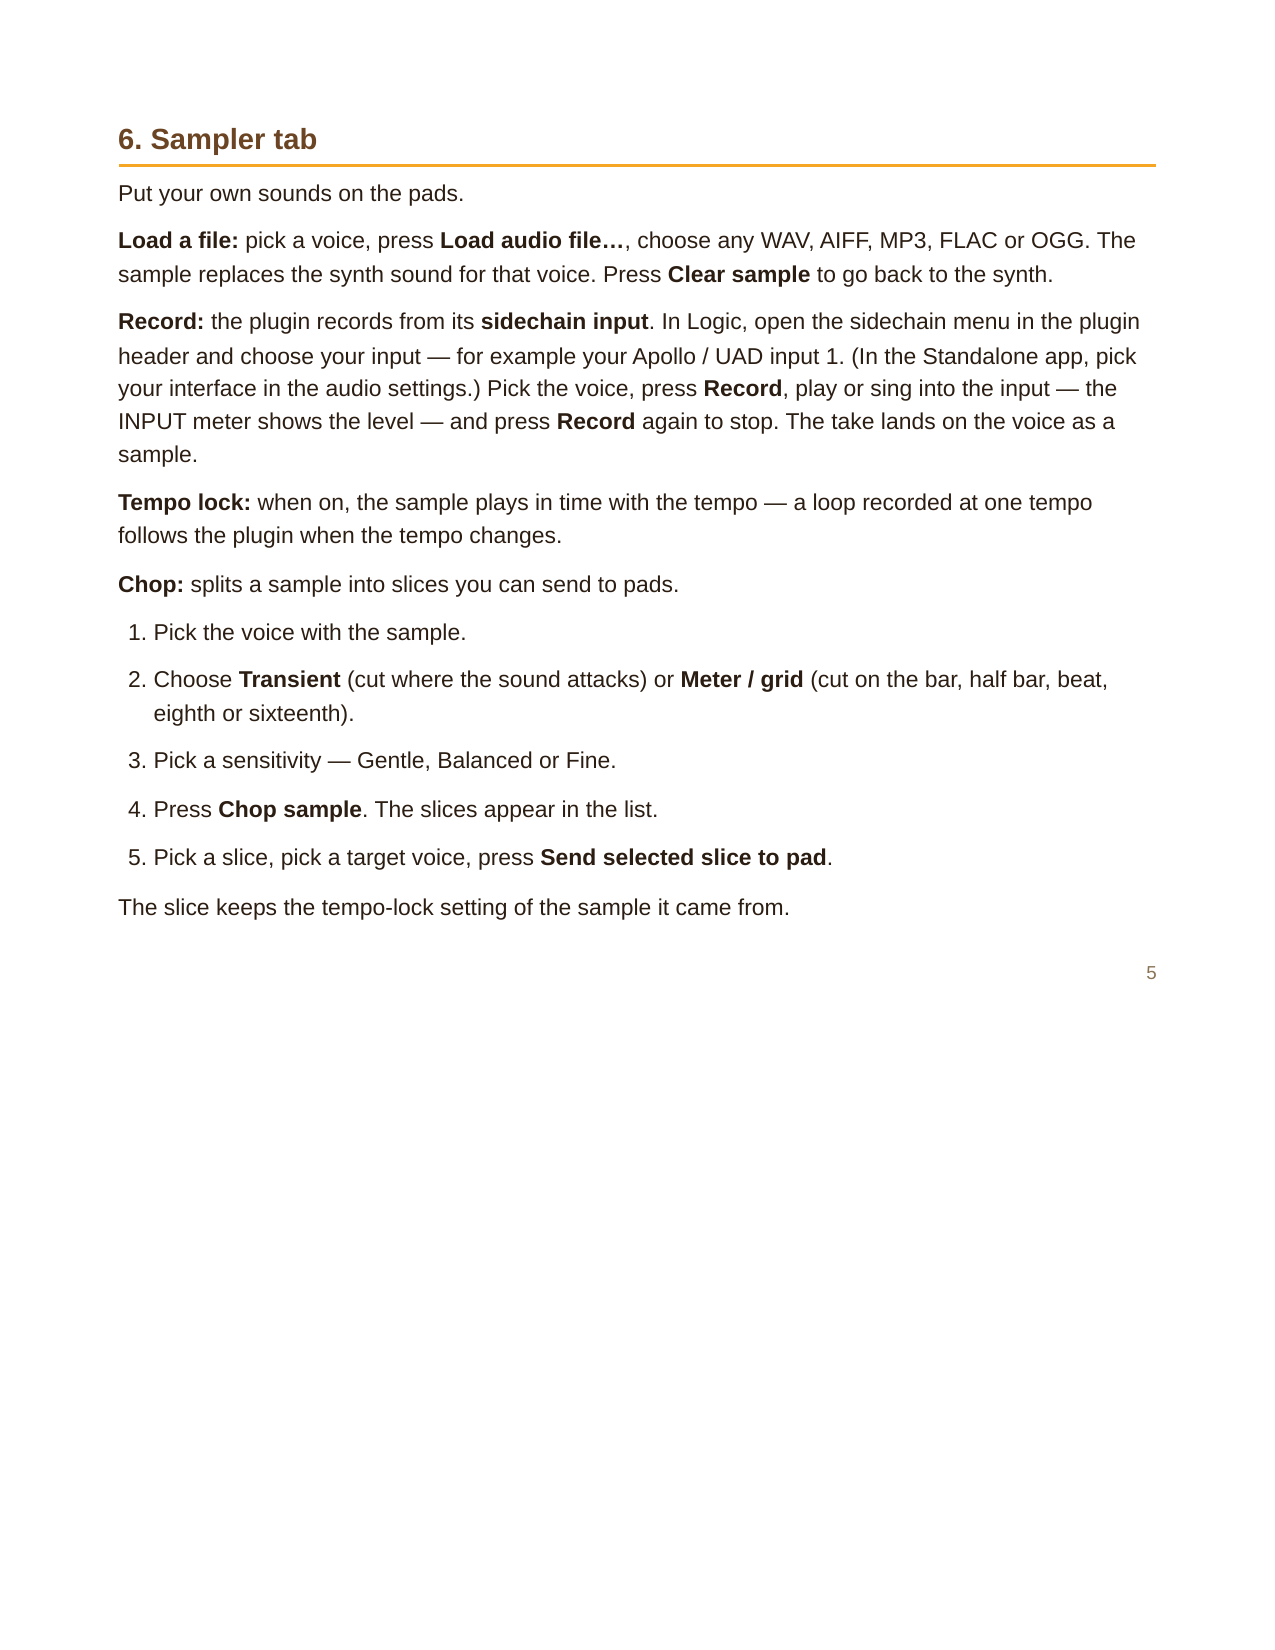 6. Sampler tab
Put your own sounds on the pads.
Load a file: pick a voice, press Load audio file…, choose any WAV, AIFF, MP3, FLAC or OGG. The
sample replaces the synth sound for that voice. Press Clear sample to go back to the synth.
Record: the plugin records from its sidechain input. In Logic, open the sidechain menu in the plugin
header and choose your input — for example your Apollo / UAD input 1. (In the Standalone app, pick
your interface in the audio settings.) Pick the voice, press Record, play or sing into the input — the
INPUT meter shows the level — and press Record again to stop. The take lands on the voice as a
sample.
Tempo lock: when on, the sample plays in time with the tempo — a loop recorded at one tempo
follows the plugin when the tempo changes.
Chop: splits a sample into slices you can send to pads.
1. Pick the voice with the sample.
2. Choose Transient (cut where the sound attacks) or Meter / grid (cut on the bar, half bar, beat,
eighth or sixteenth).
3. Pick a sensitivity — Gentle, Balanced or Fine.
4. Press Chop sample. The slices appear in the list.
5. Pick a slice, pick a target voice, press Send selected slice to pad.
The slice keeps the tempo-lock setting of the sample it came from.
5